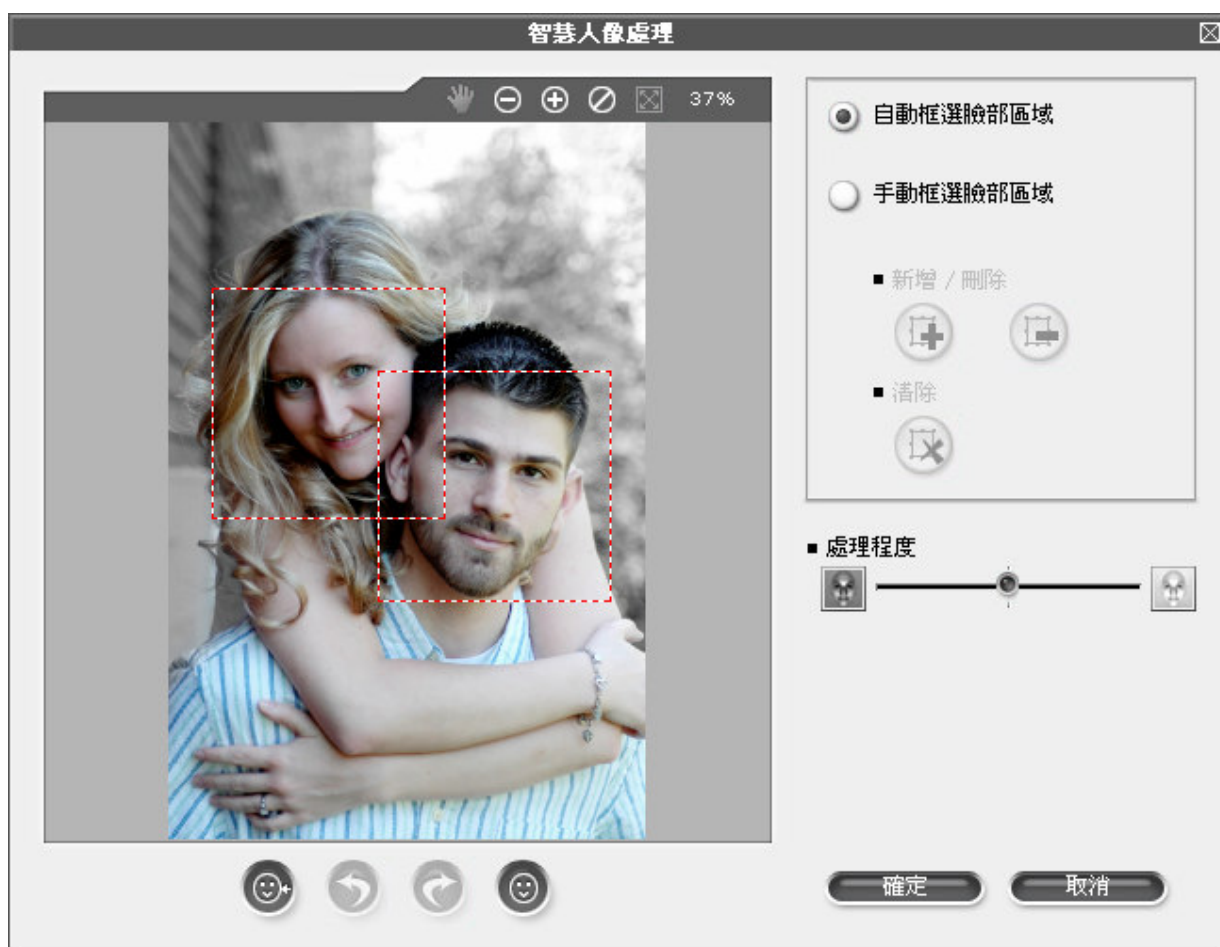 智慧人像處理
37%
自動框選臉部區域
手動框選臉部區域
新增 / 刪除
清除
處理程度
確定
取消